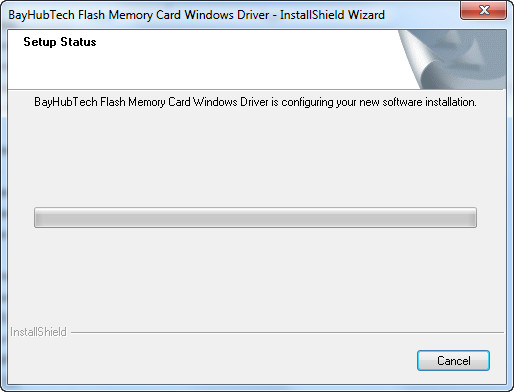 BayHubTech Flash Memory Card Windows Driver - InstallShield Wizard
Setup Status
BayHubTech Flash Memory Card Windows Driver is configuring your new software installation.
InstallShield
Cancel